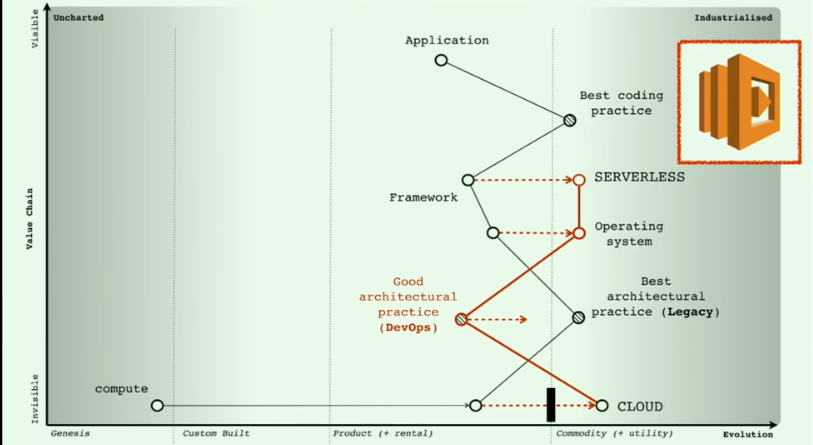 Visible
Uncharted
Industrialised
Application
Best coding
practice
SERVERLESS
Framework
Value Chain
Operating
system
Good
architectural
practice
(DevOps)
Best
architectural
practice (Legacy)
compute
Invisible
CLOUD
Genesis
Custom Built
Product (+ rental)
Commodity (+ utility)
Evolution